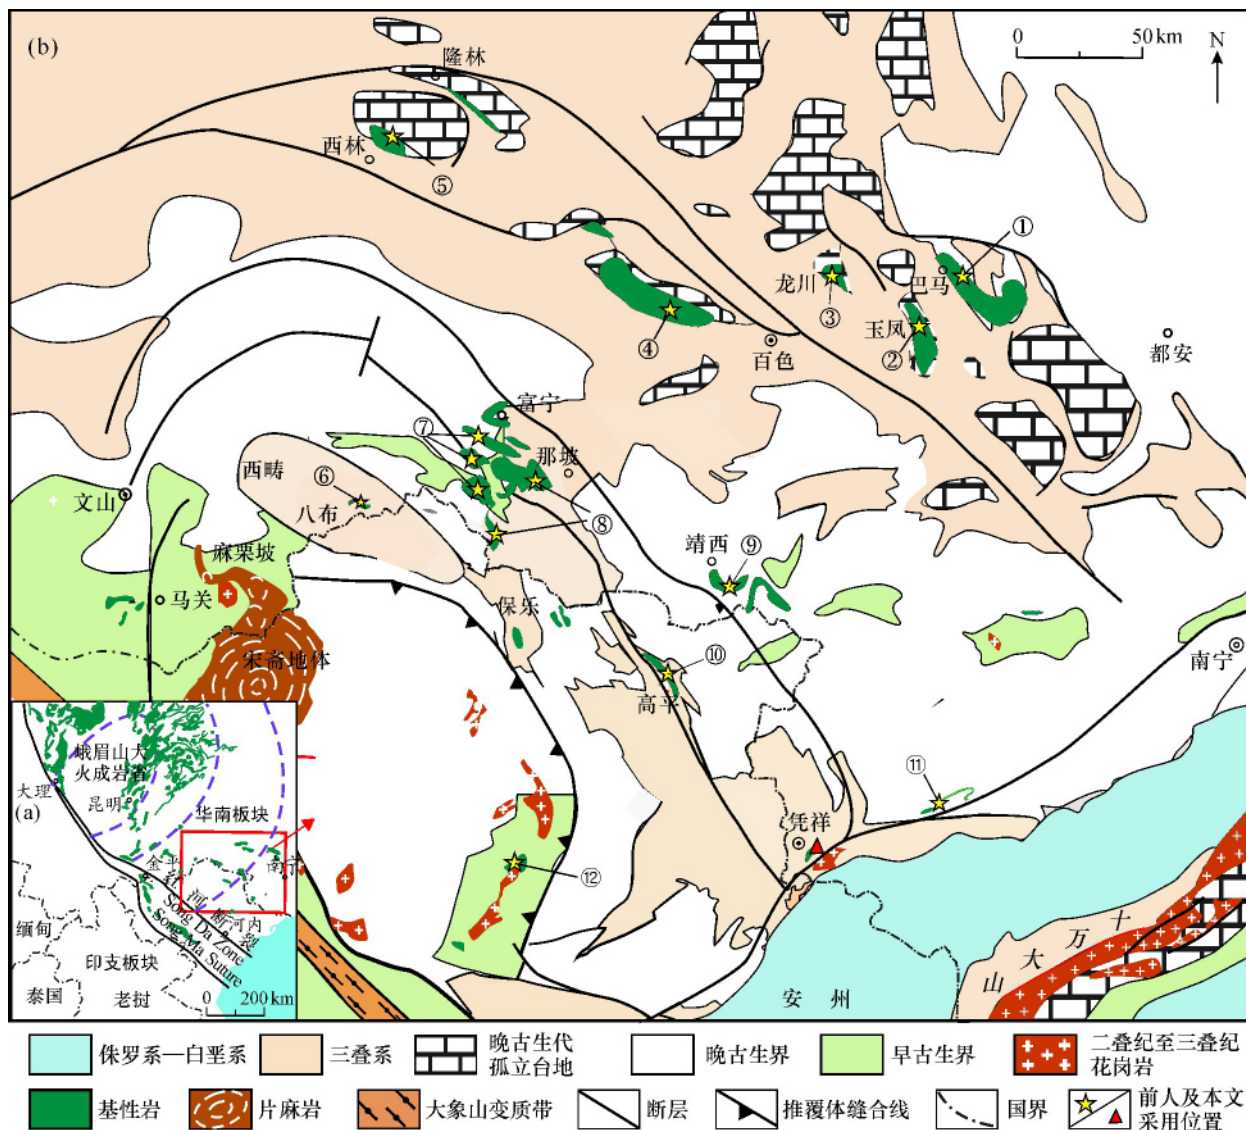 (b)
0 50 km
N
隆林
西林
⑤
①
龙川
巴马
③
玉凤
②
④
百色
都安
富宁
⑦
那坡
西畴
⑥
八布
文山
⑧
靖西
⑨
麻栗坡
马关
保乐
宋斋地体
⑩
高平
南宁
⑪
凭祥
⑫
十
万
大
山
安州
峨眉山大
火成岩省
大理
昆明
(a)
华南板块
金平
南宁
红河断裂
Song Da Zone
河内
Song Ma Suture
缅甸
印支板块
泰国
老挝
0 200 km
侏罗系—白垩系
三叠系
晚古生代
孤立台地
晚古生界
早古生界
二叠纪至三叠纪
花岗岩
基性岩
片麻岩
大象山变质带
断层
推覆体缝合线
国界
前人及本文
采用位置